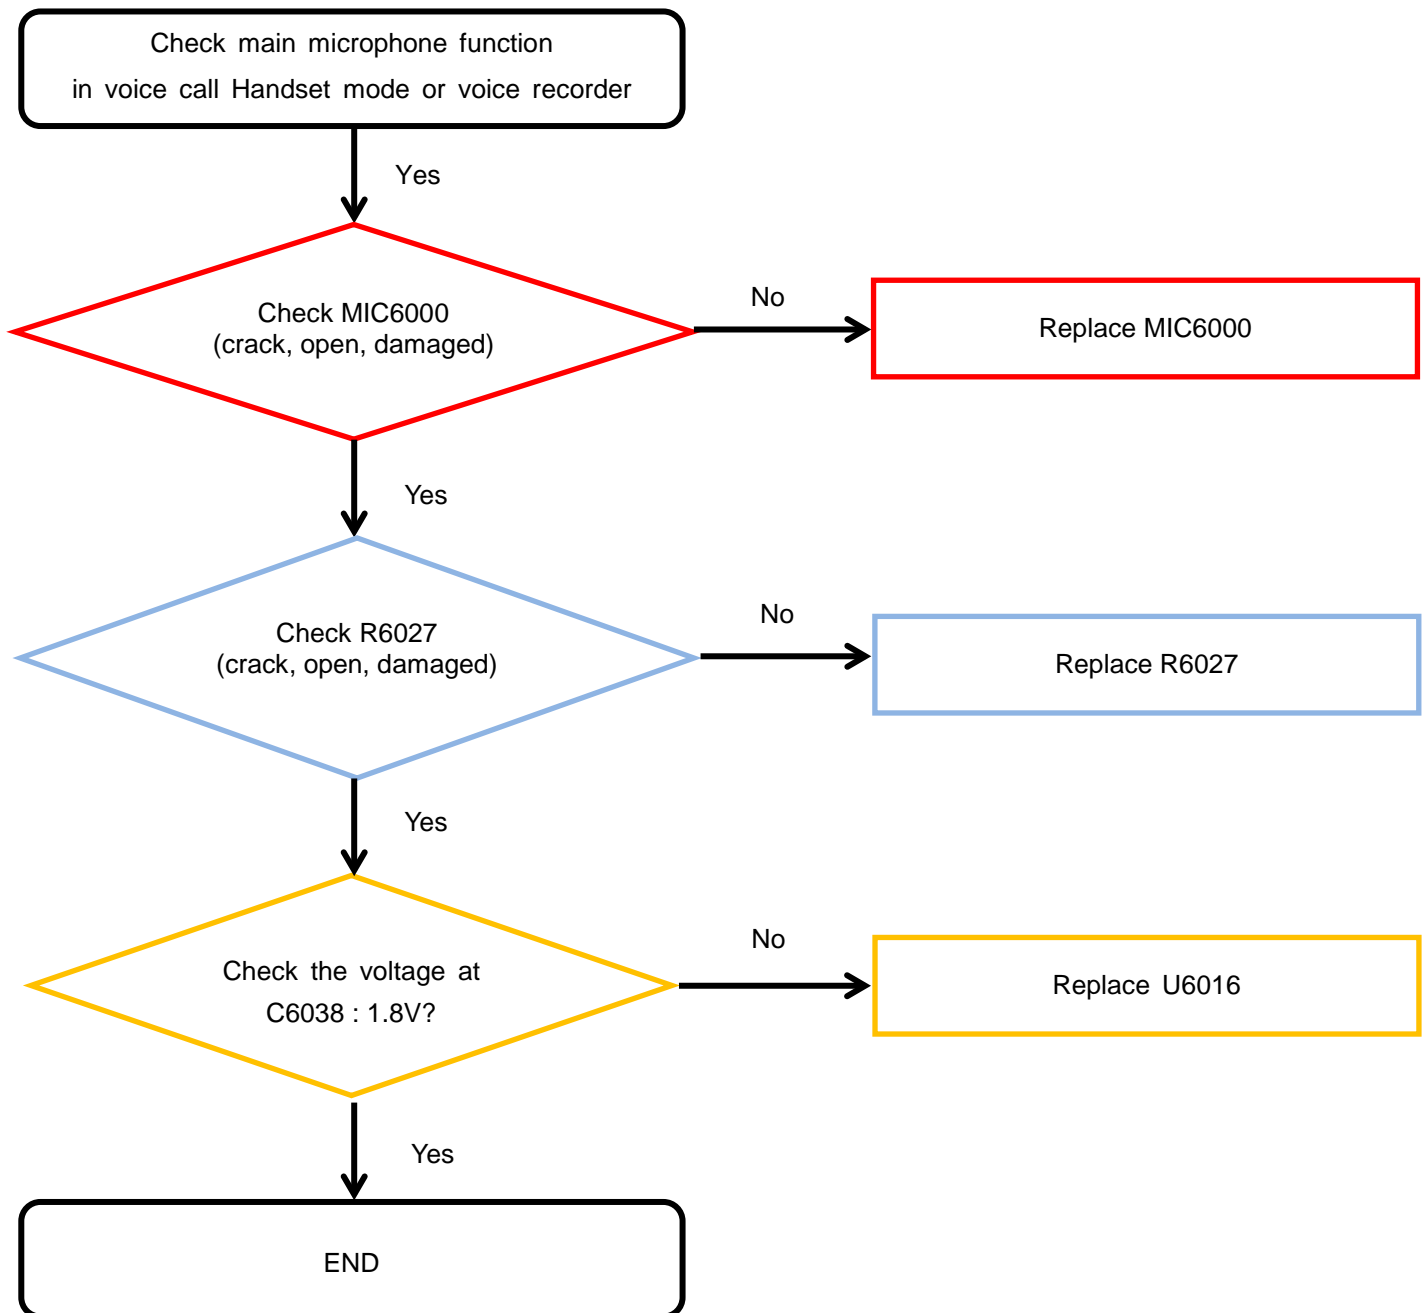 Check main microphone function
in voice call Handset mode or voice recorder
Yes
Check MIC6000
(crack, open, damaged)
No
Replace MIC6000
Yes
Check R6027
(crack, open, damaged)
No
Replace R6027
Yes
Check the voltage at
C6038 : 1.8V?
No
Replace U6016
Yes
END